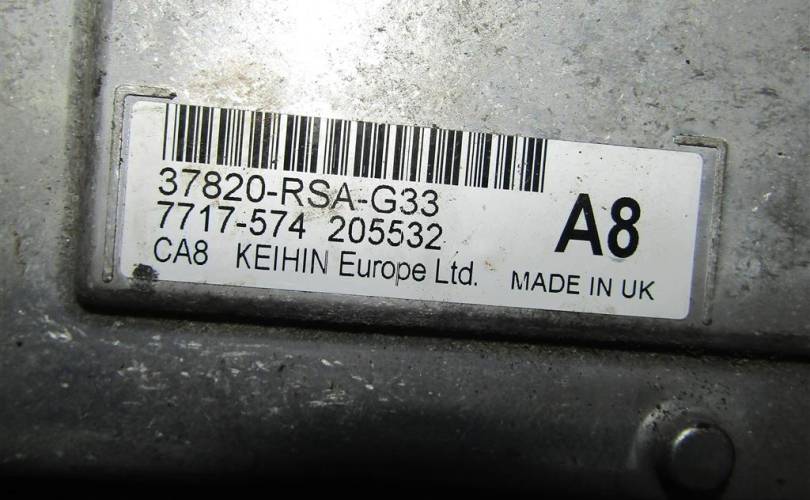 37820-RSA-G33
7717-574 205532
A8
CA8 KEIHIN Europe Ltd. MADE IN UK